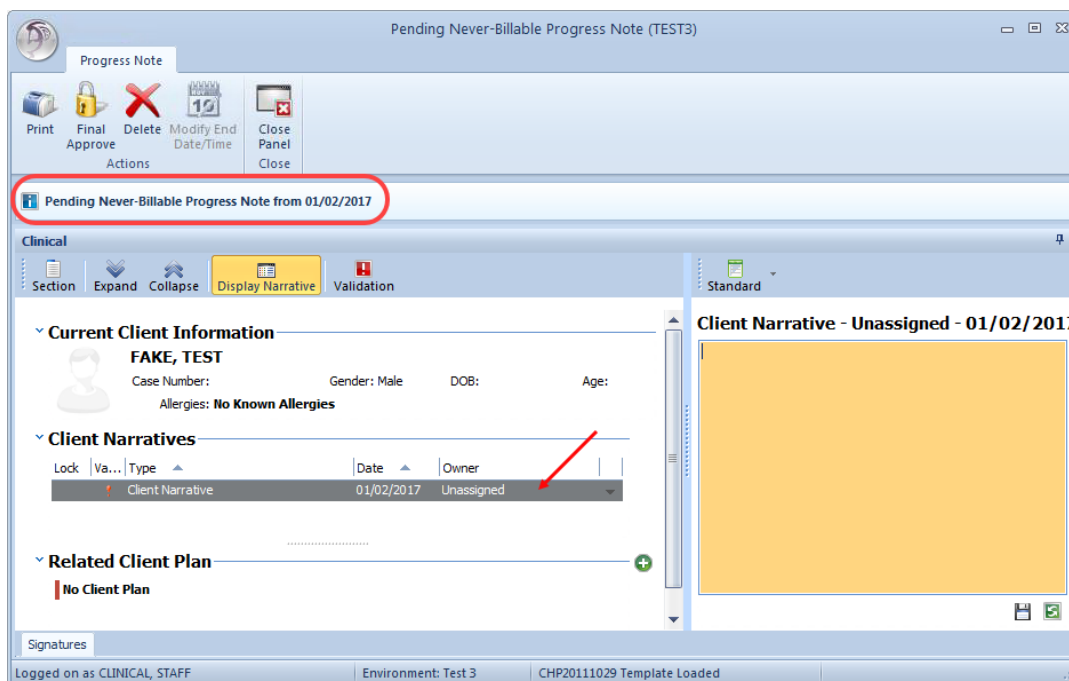 Pending Never-Billable Progress Note (TEST3)
Progress Note
Print
Final Approve
Delete
Modify End Date/Time
Close Panel
Actions
Close
Pending Never-Billable Progress Note from 01/02/2017
Clinical
Section
Expand
Collapse
Display Narrative
Validation
Standard
Current Client Information
FAKE, TEST
Case Number:
Gender: Male
DOB:
Age:
Allergies: No Known Allergies
Client Narratives
Lock Va... Type Date Owner
Client Narrative 01/02/2017 Unassigned
Related Client Plan
No Client Plan
Client Narrative - Unassigned - 01/02/2017
Signatures
Logged on as CLINICAL, STAFF
Environment: Test 3
CHP20111029 Template Loaded